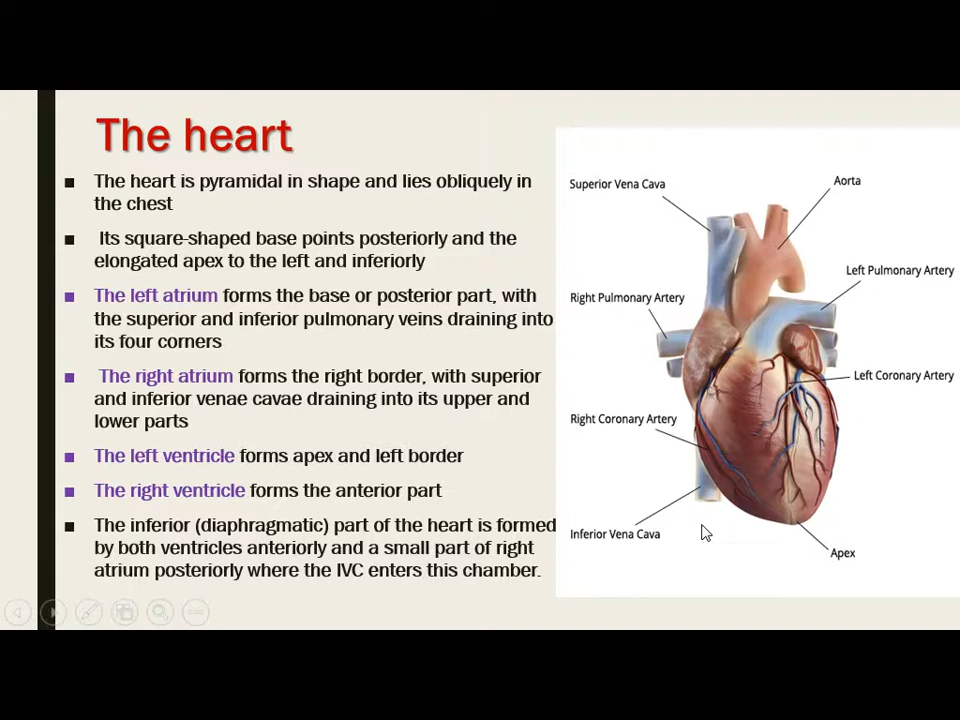 The heart
■ The heart is pyramidal in shape and lies obliquely in
the chest
■ Its square-shaped base points posteriorly and the
elongated apex to the left and inferiorly
■ The left atrium forms the base or posterior part, with
the superior and inferior pulmonary veins draining into
its four corners
■ The right atrium forms the right border, with superior
and inferior venae cavae draining into its upper and
lower parts
■ The left ventricle forms apex and left border
■ The right ventricle forms the anterior part
■ The inferior (diaphragmatic) part of the heart is formed
by both ventricles anteriorly and a small part of right
atrium posteriorly where the IVC enters this chamber.
Superior Vena Cava
Aorta
Left Pulmonary Artery
Right Pulmonary Artery
Left Coronary Artery
Right Coronary Artery
Inferior Vena Cava
Apex